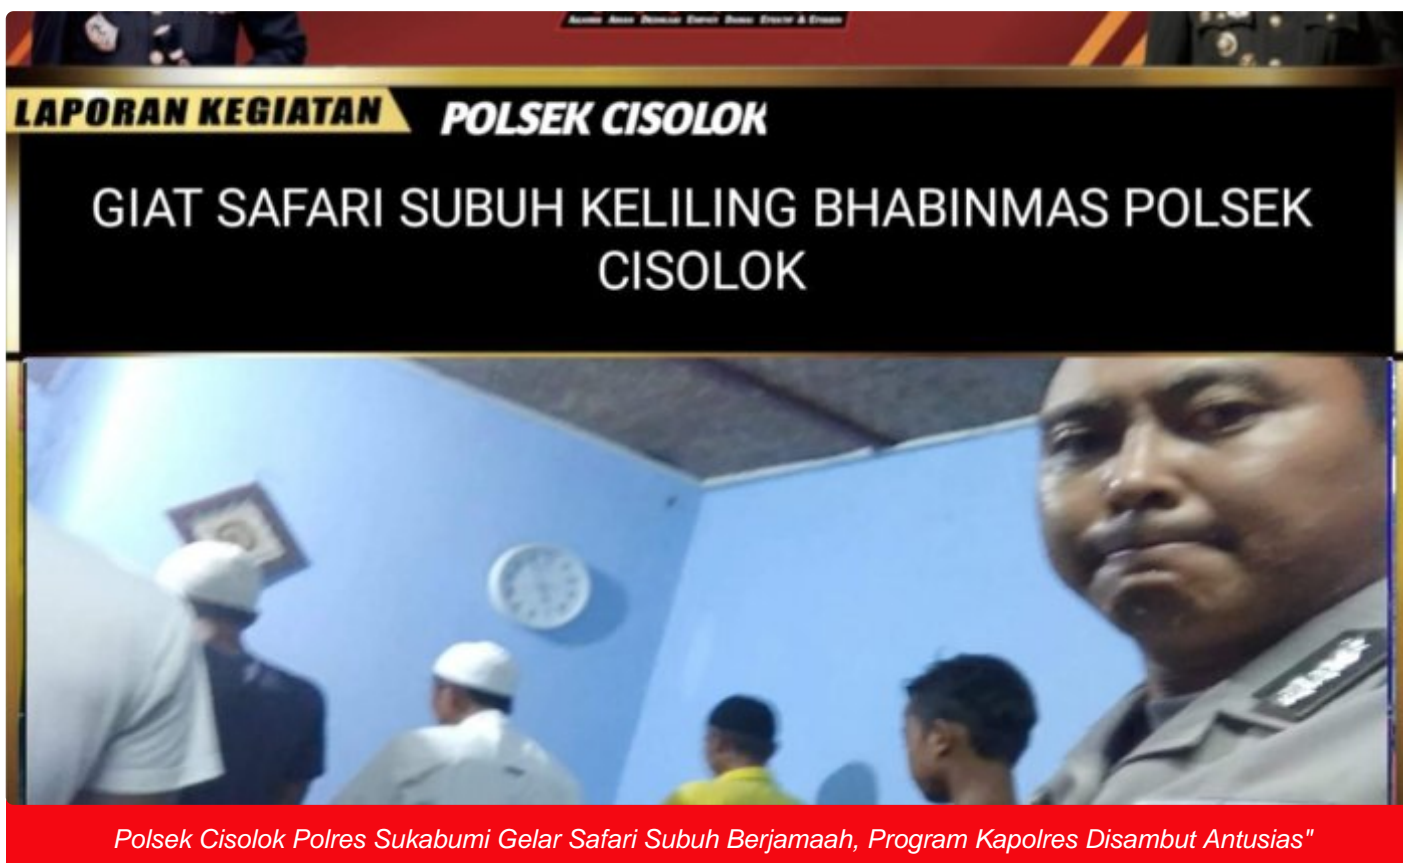 LAPORAN KEGIATAN POLSEK CISOLOK
GIAT SAFARI SUBUH KELILING BHABINMAS POLSEK
CISOLOK
Polsek Cisolok Polres Sukabumi Gelar Safari Subuh Berjamaah, Program Kapolres Disambut Antusias"